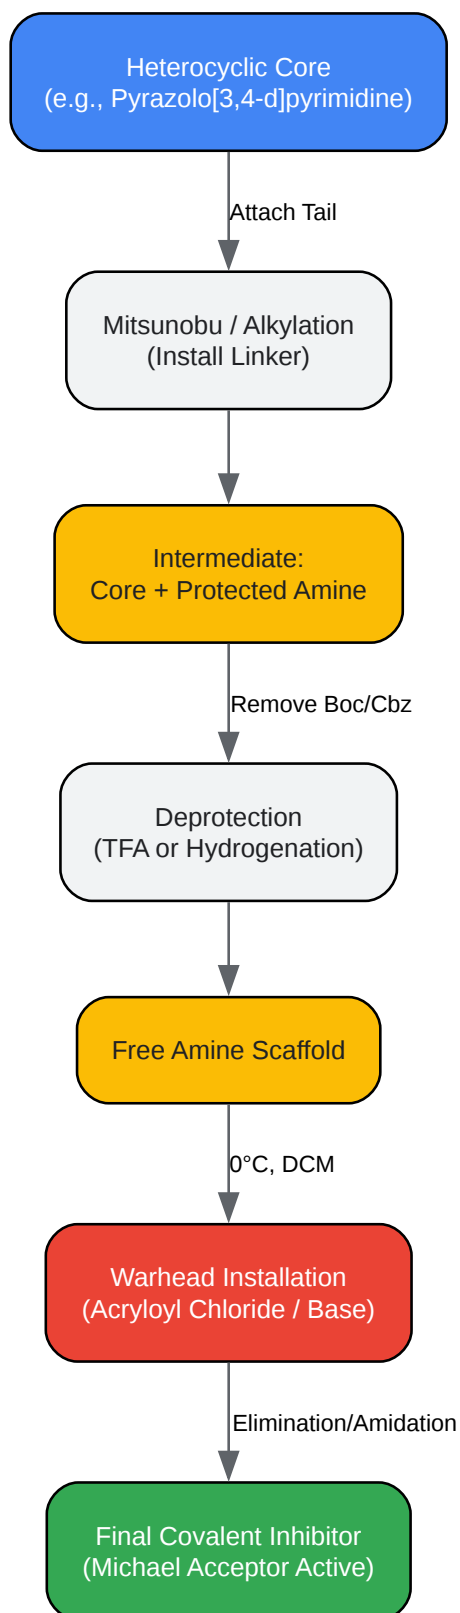 Heterocyclic Core
(e.g., Pyrazolo[3,4-d]pyrimidine)
Attach Tail
Mitsunobu / Alkylation
(Install Linker)
Intermediate:
Core + Protected Amine
Remove Boc/Cbz
Deprotection
(TFA or Hydrogenation)
Free Amine Scaffold
0°C, DCM
Warhead Installation
(Acryloyl Chloride / Base)
Elimination/Amidation
Final Covalent Inhibitor
(Michael Acceptor Active)